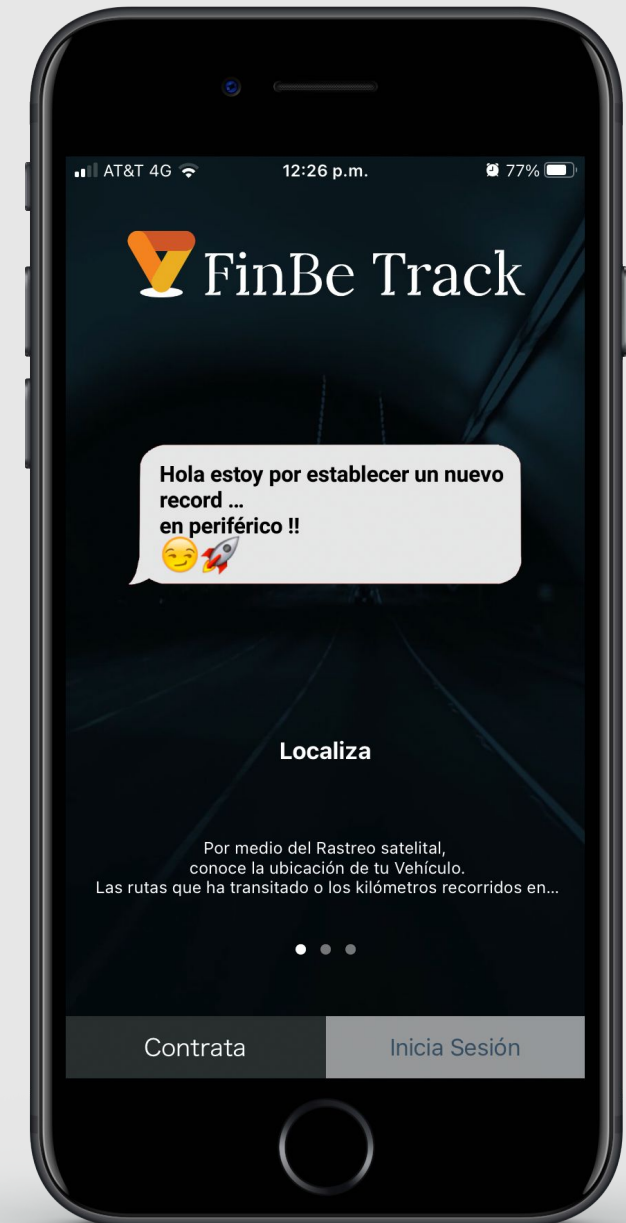 AT&T 4G 12:26 p.m. 77%
FinBe Track
Hola estoy por establecer un nuevo
record ...
en periférico !!
Localiza
Por medio del Rastreo satelital,
conoce la ubicación de tu Vehículo.
Las rutas que ha transitado o los kilómetros recorridos en...
Contrata Inicia Sesión